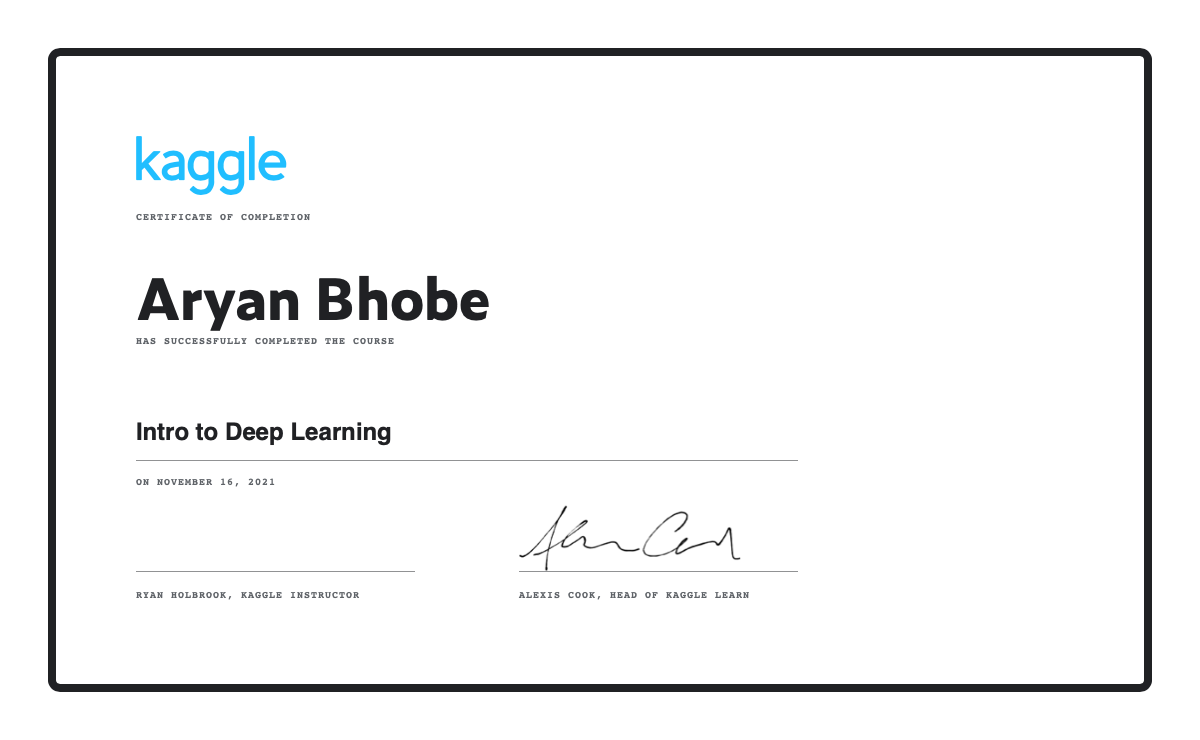 kaggle
CERTIFICATE OF COMPLETION
Aryan Bhobe
HAS SUCCESSFULLY COMPLETED THE COURSE
Intro to Deep Learning
ON NOVEMBER 16, 2021
RYAN HOLBROOK, KAGGLE INSTRUCTOR
ALEXIS COOK, HEAD OF KAGGLE LEARN